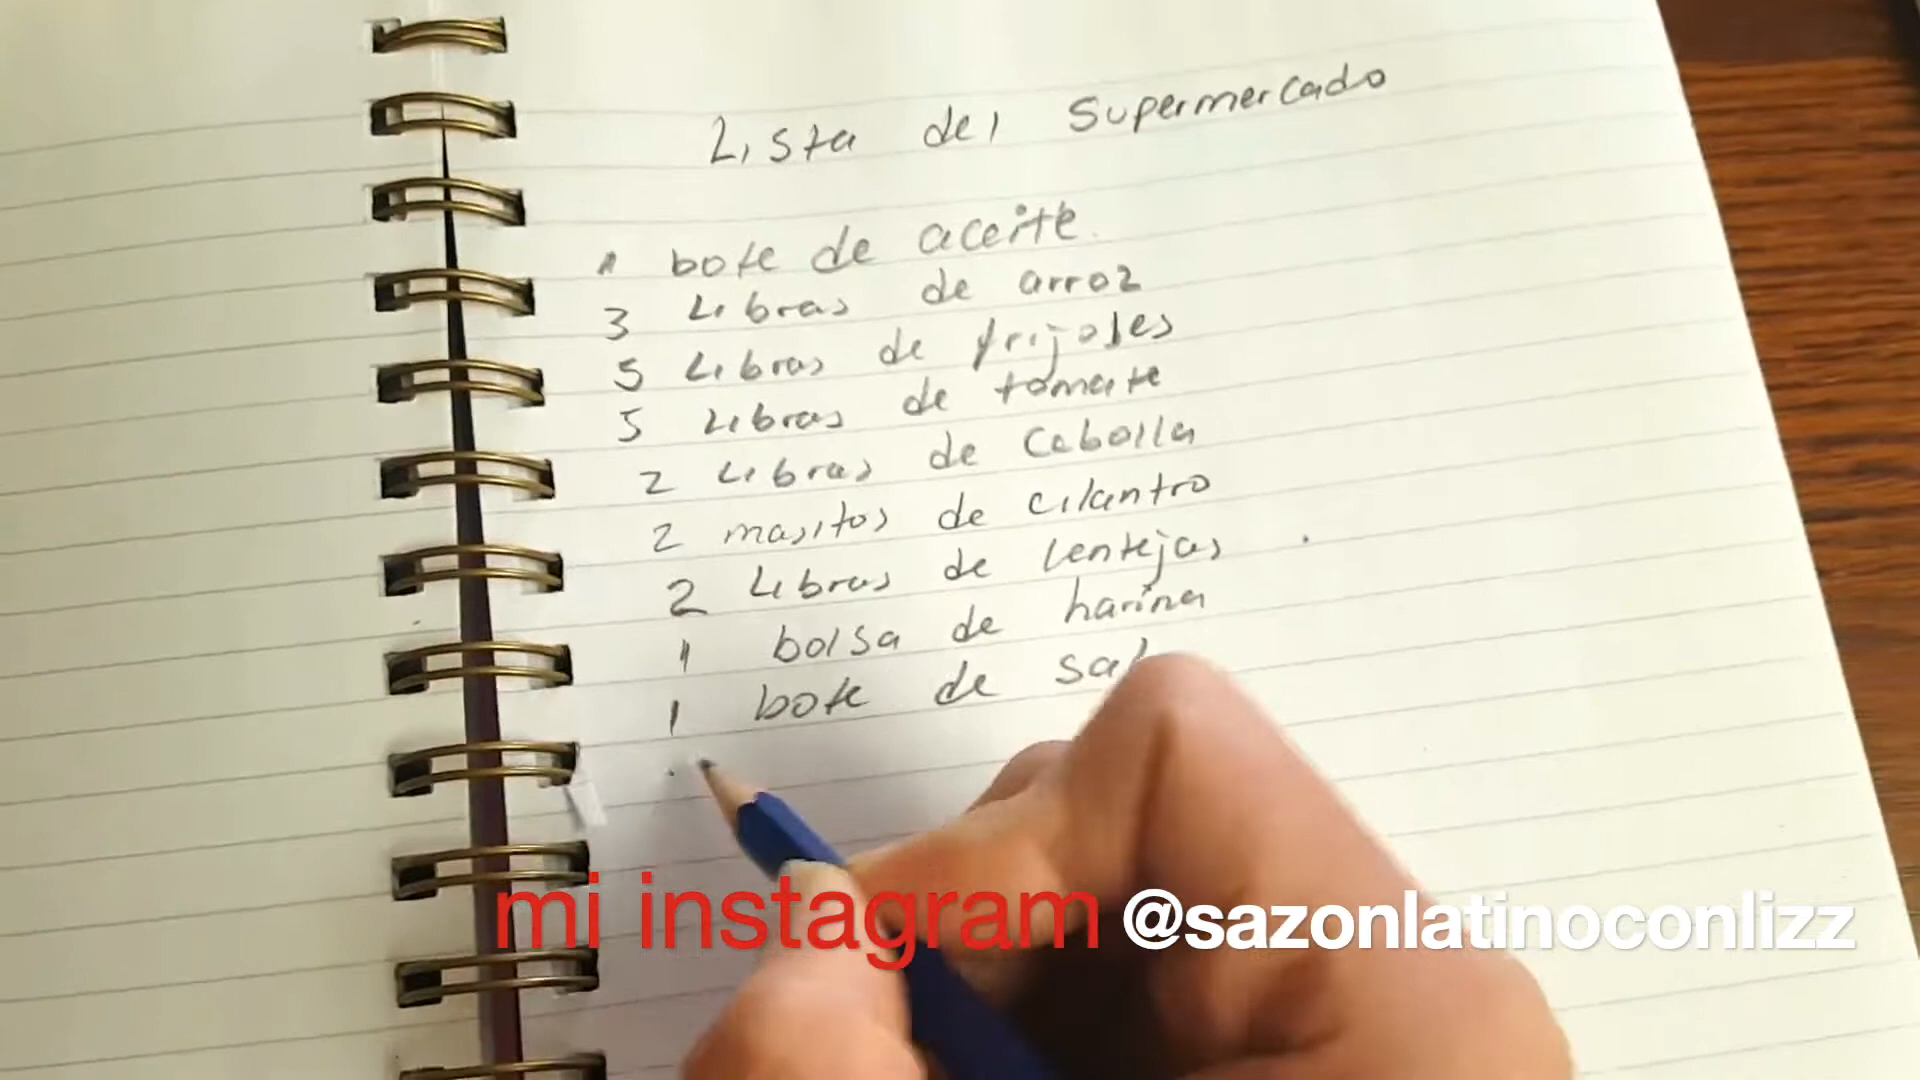 Lista del Supermercado
1 bote de aceite
3 Libras de arroz
5 Libras de frijoles
5 Libras de tomate
2 Libras de Cebolla
2 masitos de cilantro
2 Libras de lentejas
1 bolsa de harina
1 bote de sal
mi instagram @sazonlatinoconlizz